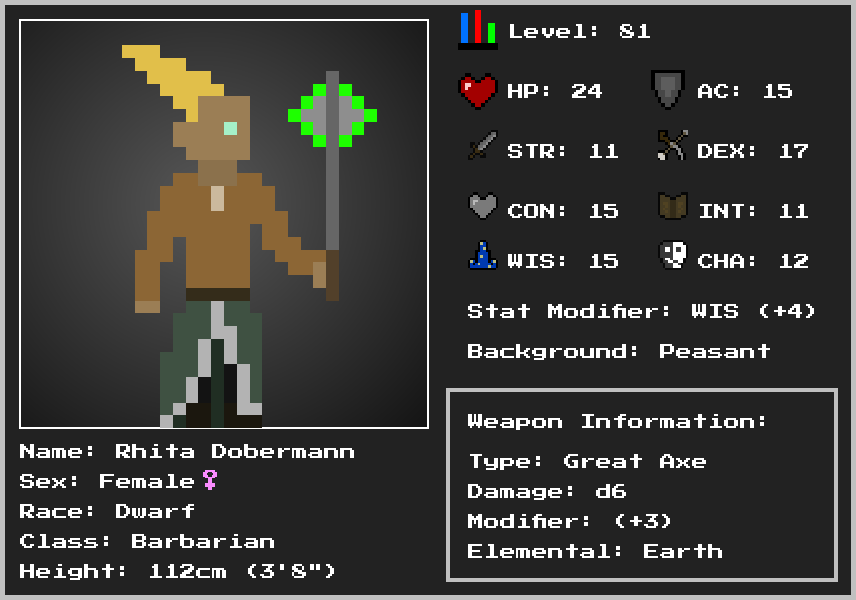 Level: 81
HP: 24
AC: 15
STR: 11
DEX: 17
CON: 15
INT: 11
WIS: 15
CHA: 12
Stat Modifier: WIS (+4)
Background: Peasant
Weapon Information:
Type: Great Axe
Damage: d6
Modifier: (+3)
Elemental: Earth
Name: Rhita Dobermann
Sex: Female♀
Race: Dwarf
Class: Barbarian
Height: 112cm (3'8")